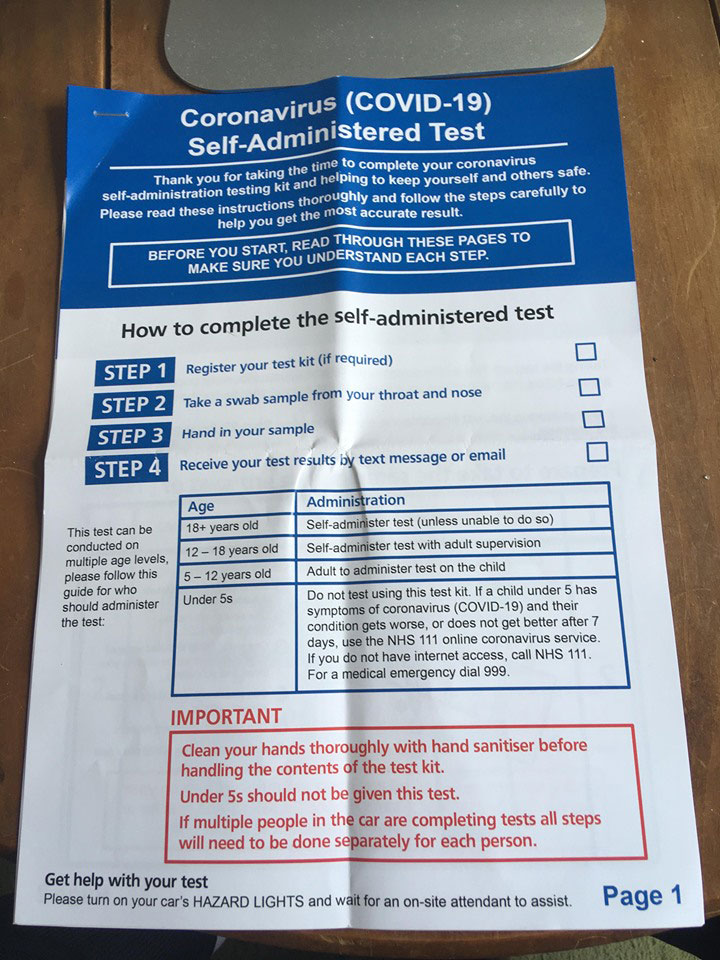 Coronavirus (COVID-19)
Self-Administered Test
Thank you for taking the time to complete your coronavirus
self-administration testing kit and helping to keep yourself and others safe.
Please read these instructions thoroughly and follow the steps carefully to
help you get the most accurate result.
BEFORE YOU START, READ THROUGH THESE PAGES TO
MAKE SURE YOU UNDERSTAND EACH STEP.
How to complete the self-administered test
STEP 1 Register your test kit (if required)
STEP 2 Take a swab sample from your throat and nose
STEP 3 Hand in your sample
STEP 4 Receive your test results by text message or email
This test can be
conducted on
multiple age levels,
please follow this
guide for who
should administer
the test:
Age Administration
18+ years old Self-administer test (unless unable to do so)
12 – 18 years old Self-administer test with adult supervision
5 – 12 years old Adult to administer test on the child
Under 5s Do not test using this test kit. If a child under 5 has
symptoms of coronavirus (COVID-19) and their
condition gets worse, or does not get better after 7
days, use the NHS 111 online coronavirus service.
If you do not have internet access, call NHS 111.
For a medical emergency dial 999.
IMPORTANT
Clean your hands thoroughly with hand sanitiser before
handling the contents of the test kit.
Under 5s should not be given this test.
If multiple people in the car are completing tests all steps
will need to be done separately for each person.
Get help with your test
Please turn on your car's HAZARD LIGHTS and wait for an on-site attendant to assist.
Page 1